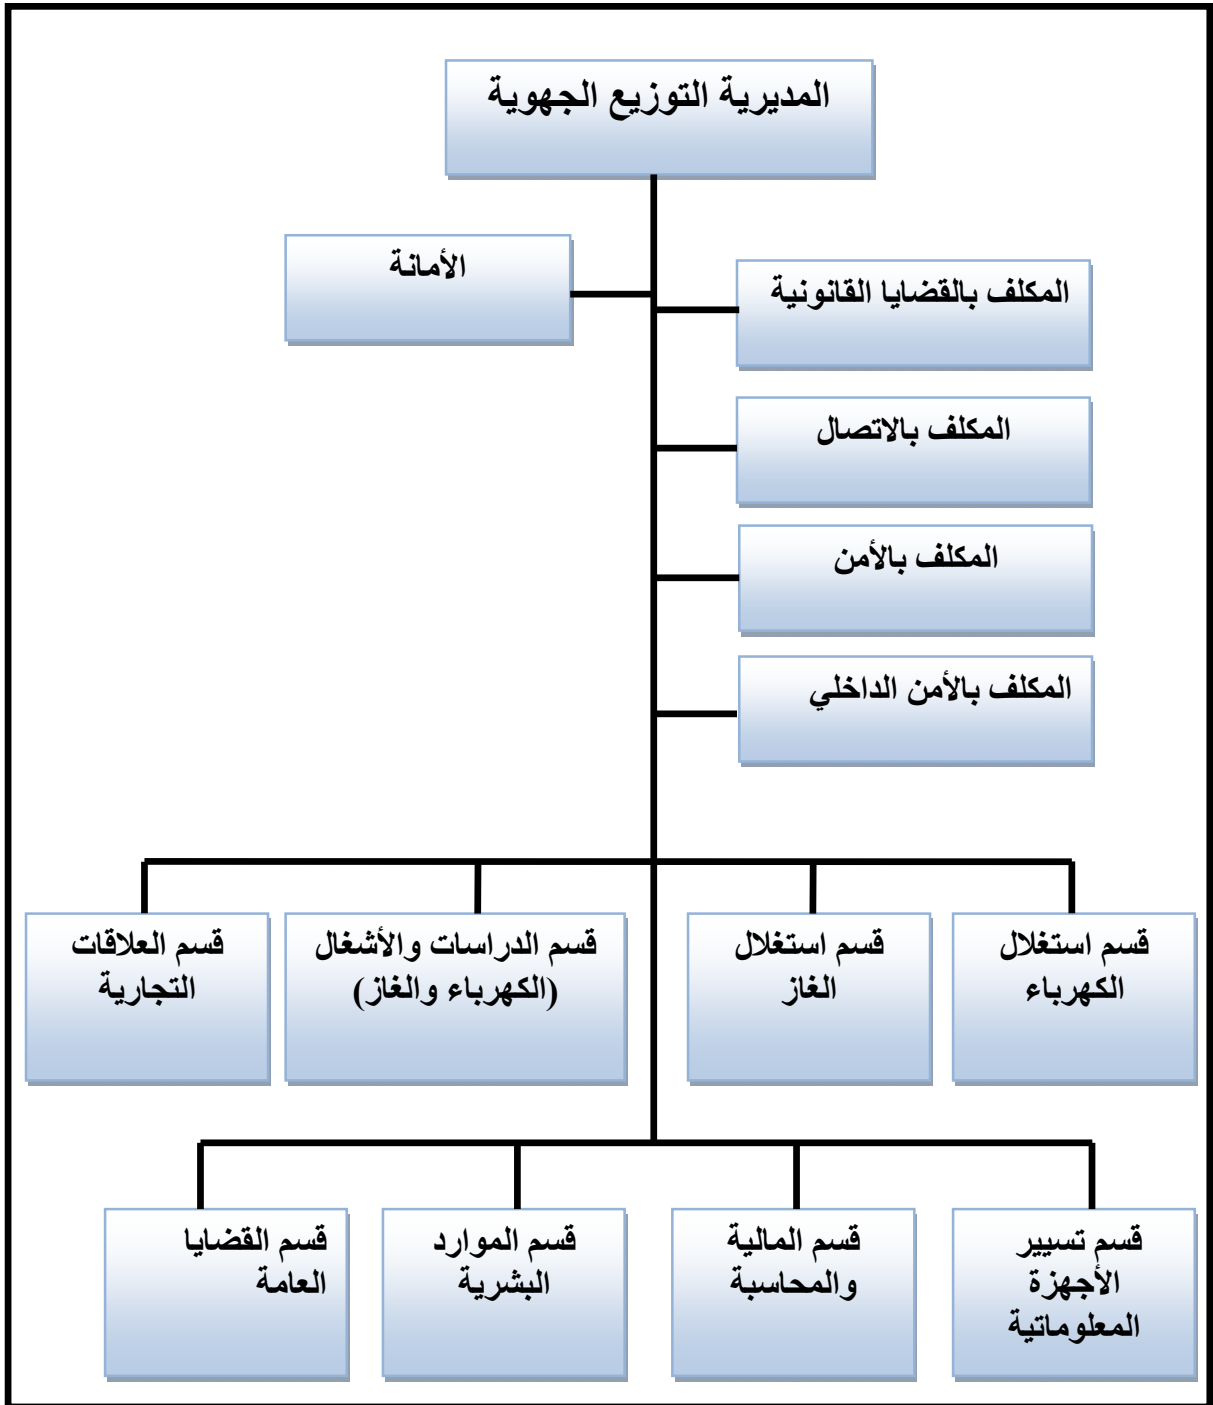 المديرية التوزيع الجهوية
الأمانة
المكلف بالقضايا القانونية
المكلف بالاتصال
المكلف بالأمن
المكلف بالأمن الداخلي
قسم استغلال
الكهرباء
قسم استغلال
الغاز
قسم الدراسات والأشغال
(الكهرباء والغاز)
قسم العلاقات
التجارية
قسم تسيير
الأجهزة
المعلوماتية
قسم المالية
والمحاسبة
قسم الموارد
البشرية
قسم القضايا
العامة